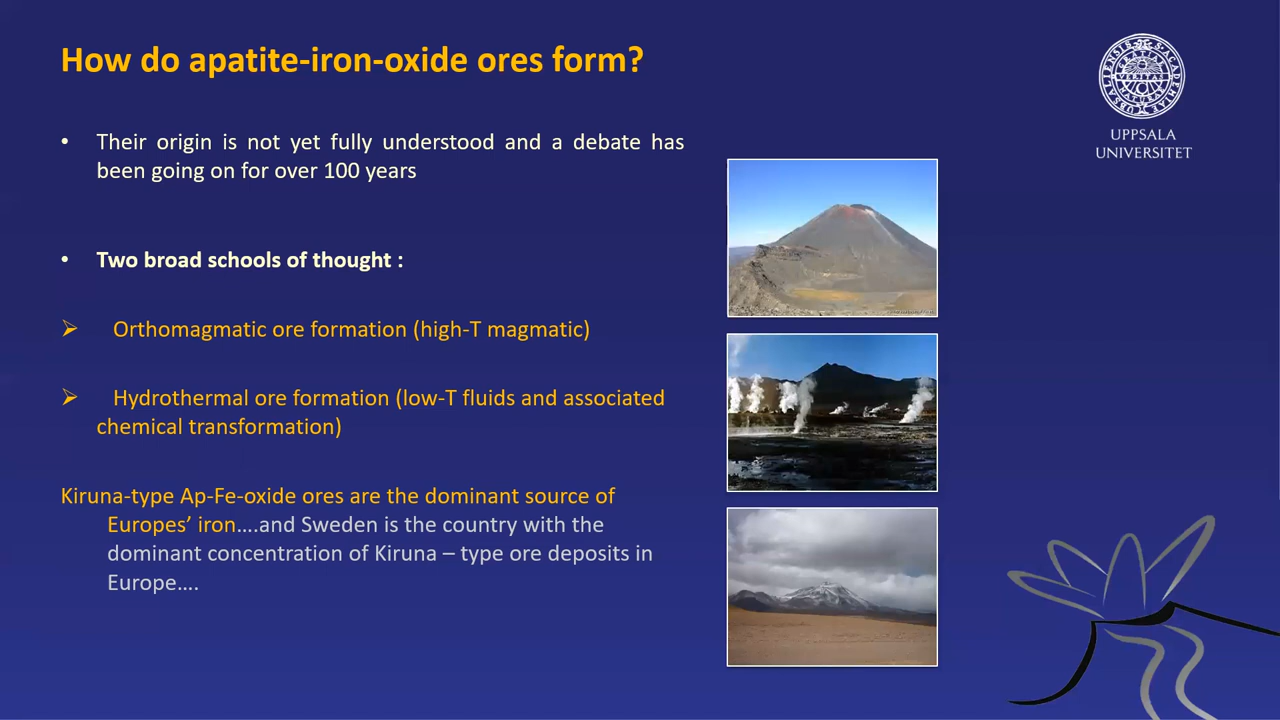 How do apatite-iron-oxide ores form?
• Their origin is not yet fully understood and a debate has
been going on for over 100 years
• Two broad schools of thought :
➢ Orthomagmatic ore formation (high-T magmatic)
➢ Hydrothermal ore formation (low-T fluids and associated
chemical transformation)
Kiruna-type Ap-Fe-oxide ores are the dominant source of
Europes’ iron….and Sweden is the country with the
dominant concentration of Kiruna – type ore deposits in
Europe….
UPPSALA
UNIVERSITET